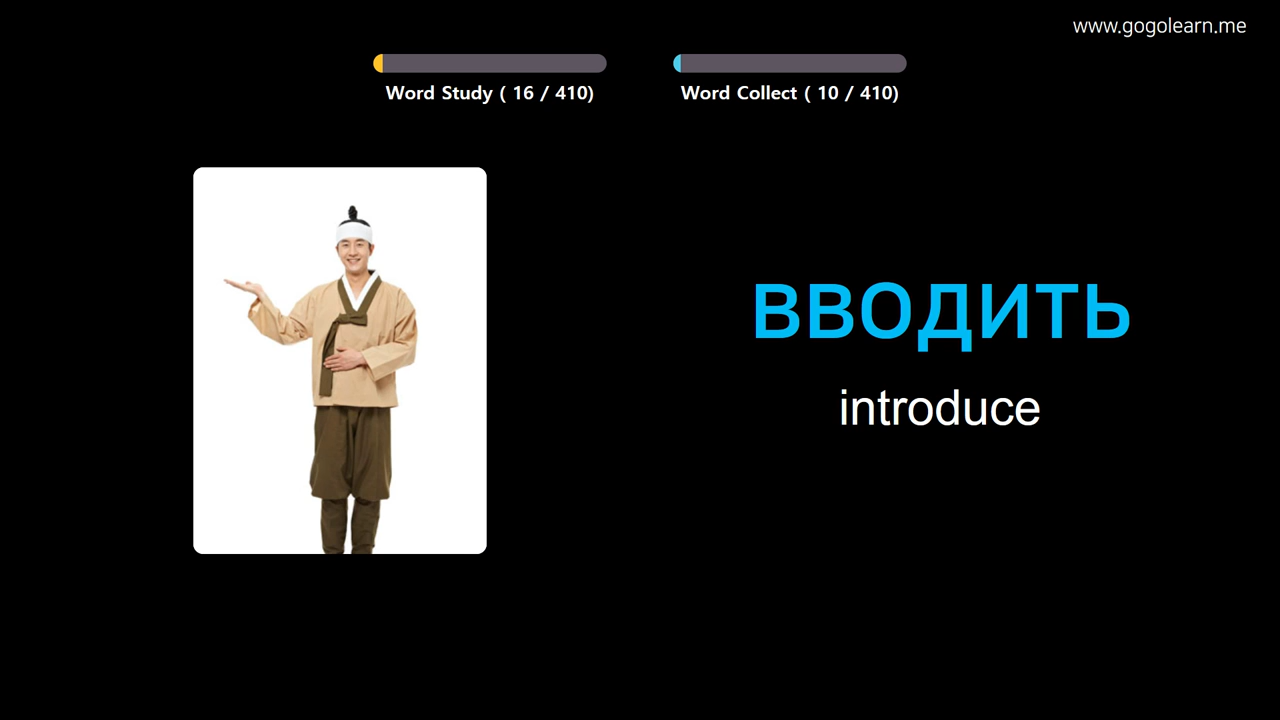 www.gogolearn.me
Word Study ( 16 / 410)
Word Collect ( 10 / 410)
ВВОДИТЬ
introduce